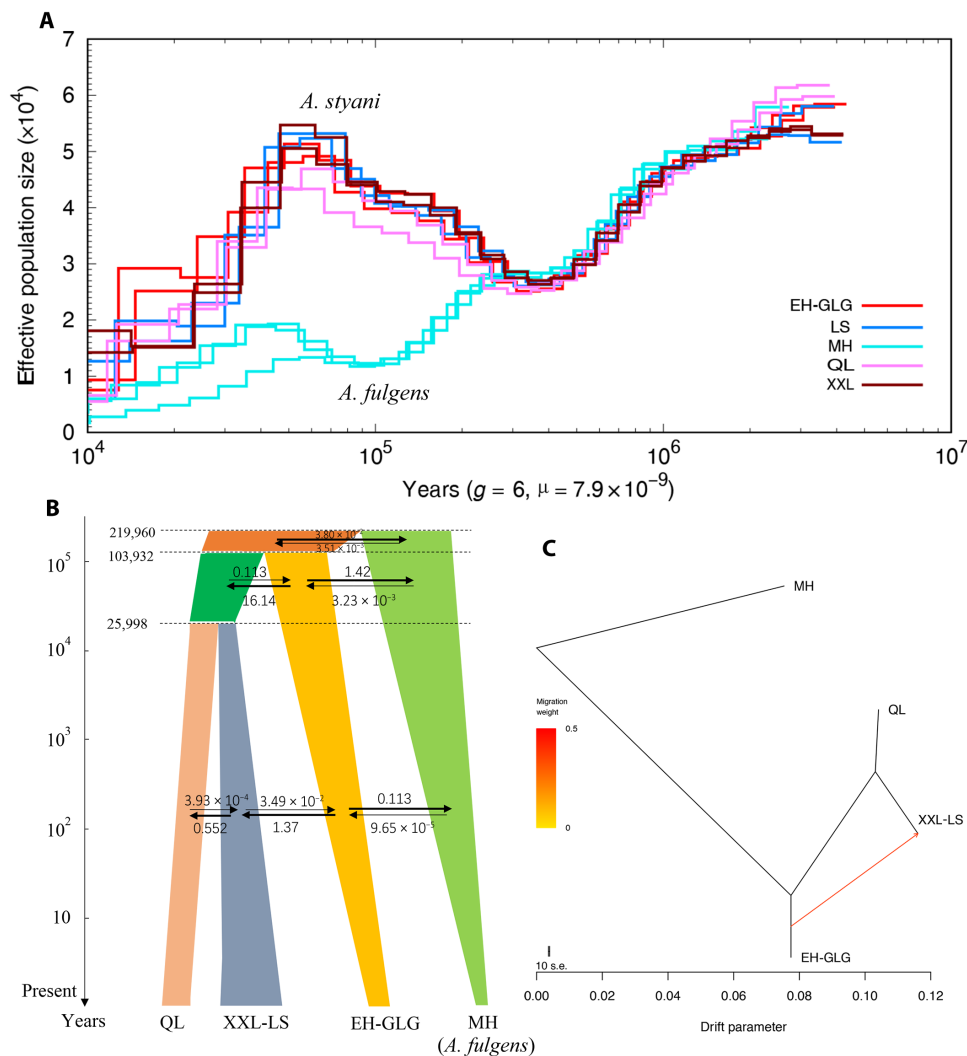 A
7
6
5
4
3
2
1
0
Effective population size (×10⁴)
A. styani
A. fulgens
EH-GLG
LS
MH
QL
XXL
10⁴
10⁵
10⁶
10⁷
Years (g = 6, μ = 7.9 × 10⁻⁹)
B
219,960
103,932
25,998
10⁵
10⁴
10³
10²
10
Present
Years
3.51 × 10⁻
0.113
16.14
1.42
3.23 × 10⁻³
3.93 × 10⁻⁴
0.552
3.49 × 10⁻²
1.37
0.113
9.65 × 10⁻⁵
QL
XXL-LS
EH-GLG
MH
(A. fulgens)
C
MH
QL
XXL-LS
EH-GLG
Migration
weight
0.5
0
10 s.e.
0.00
0.02
0.04
0.06
0.08
0.10
0.12
Drift parameter